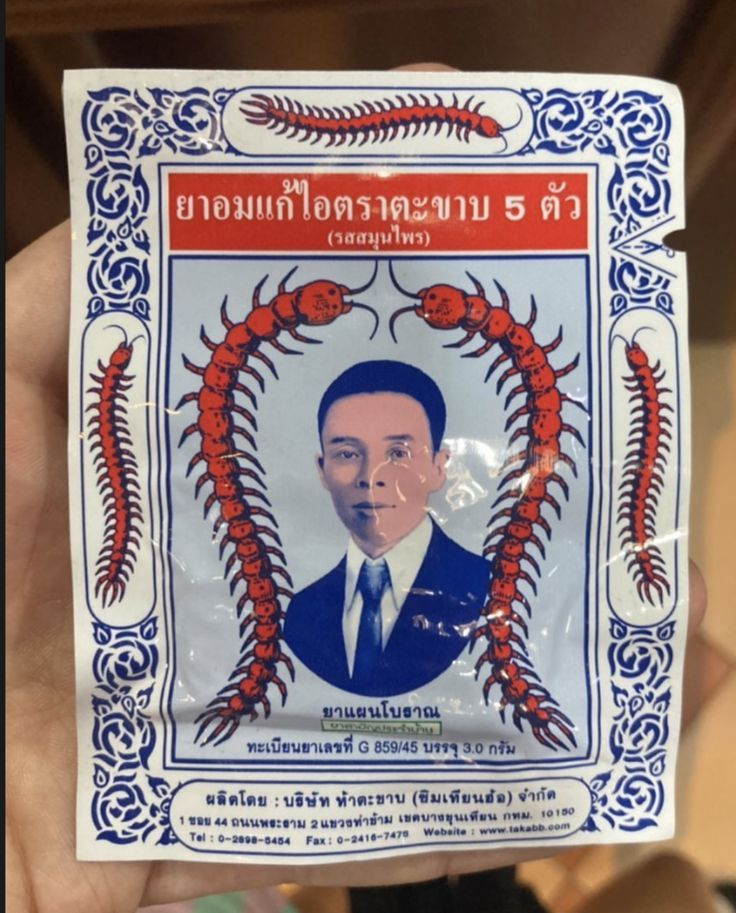 ยาอมแก้ไอตราตะขาบ 5 ตัว
(รสสมุนไพร)
ยาแผนโบราณ
ยาสามัญประจำบ้าน
ทะเบียนยาเลขที่ G 859/45 บรรจุ 3.0 กรัม
ผลิตโดย : บริษัท ห้าตะขาบ (ซิมเทียนฮ้อ) จำกัด
1 ซอย 44 ถนนพระราม 2 แขวงท่าข้าม เขตบางขุนเทียน กทม. 10150
Tel : 0-2898-5454 Fax : 0-2416-7475 Website : www.takabb.com